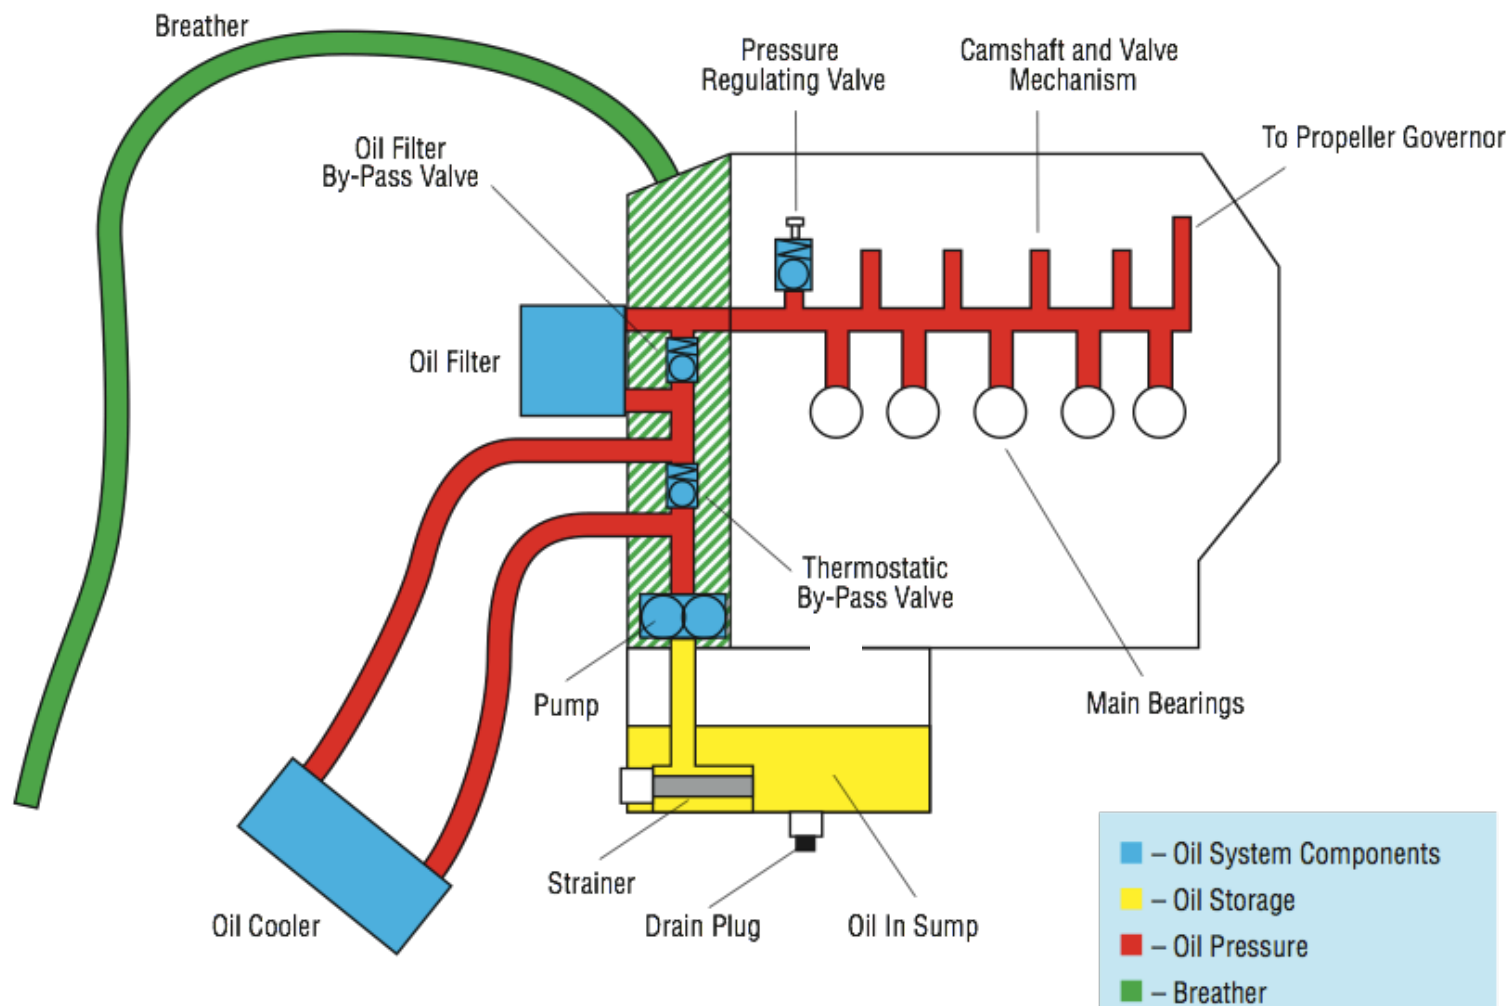 Breather
Pressure
Regulating Valve
Camshaft and Valve
Mechanism
To Propeller Governor
Oil Filter
By-Pass Valve
Oil Filter
Thermostatic
By-Pass Valve
Pump
Main Bearings
Strainer
Oil Cooler
Drain Plug
Oil In Sump
– Oil System Components
– Oil Storage
– Oil Pressure
– Breather